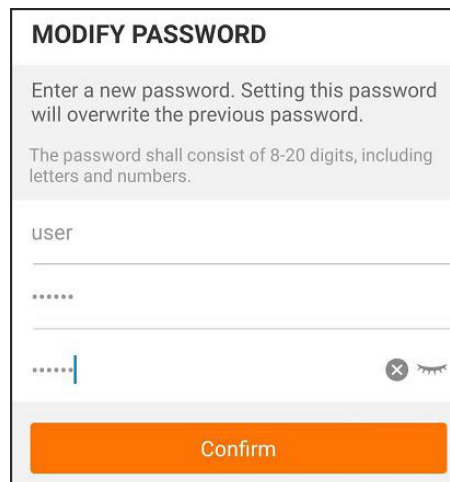 MODIFY PASSWORD
Enter a new password. Setting this password
will overwrite the previous password.
The password shall consist of 8-20 digits, including
letters and numbers.
user
••••••
••••••
Confirm